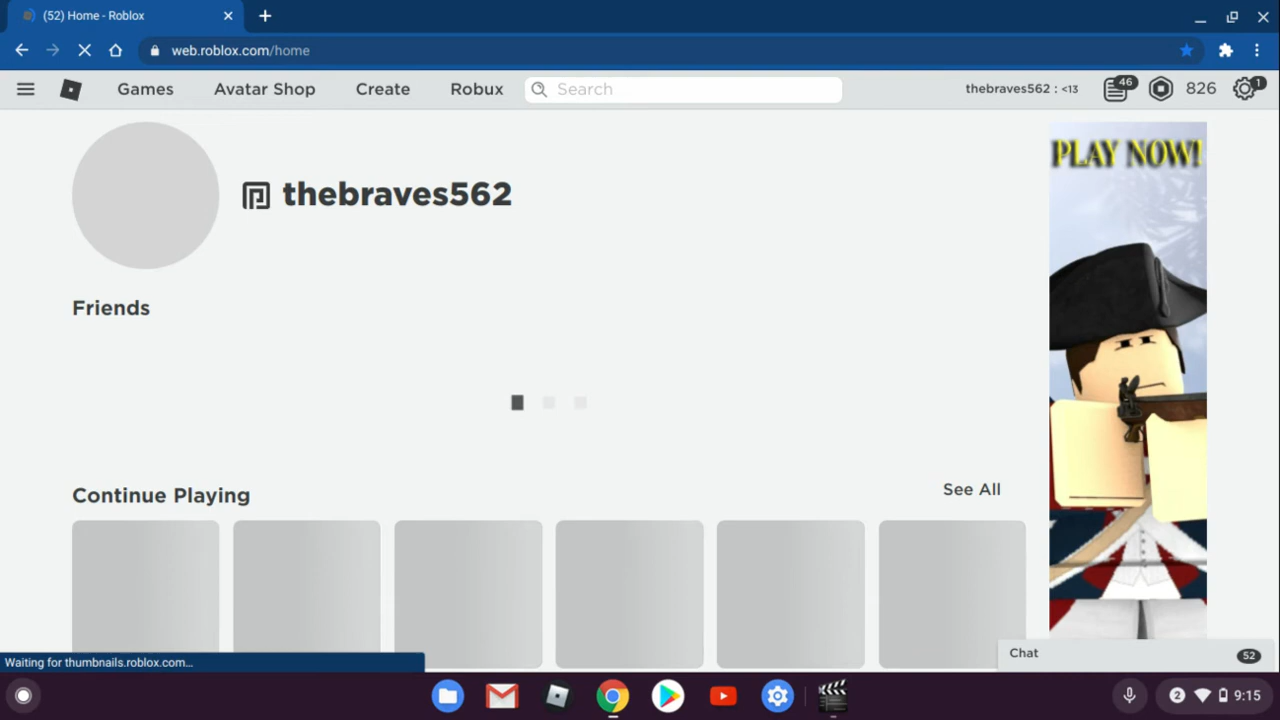 (52) Home - Roblox
web.roblox.com/home
Games
Avatar Shop
Create
Robux
Search
thebraves562 : <13
46
826
1
thebraves562
PLAY NOW!
Friends
Continue Playing
See All
Chat
52
Waiting for thumbnails.roblox.com...
2
9:15